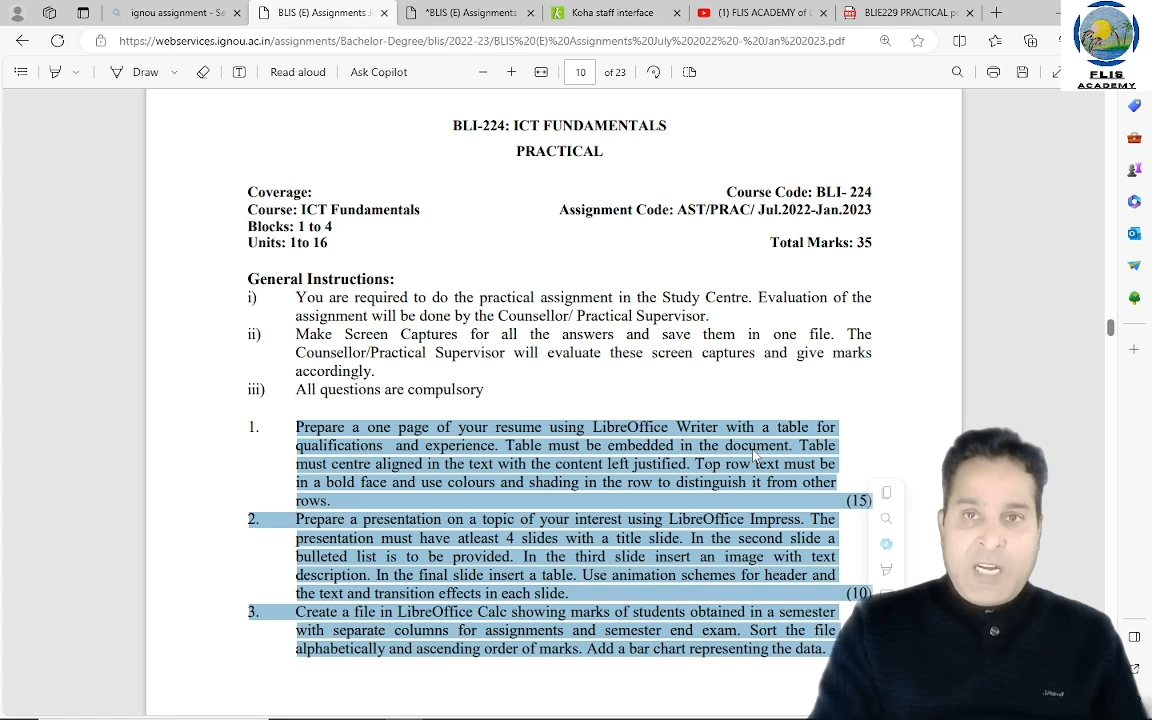 ignou assignment - Se
BLIS (E) Assignments J
*BLIS (E) Assignments
Koha staff interface
(1) FLIS ACADEMY of L
BLIE229 PRACTICAL p
https://webservices.ignou.ac.in/assignments/Bachelor-Degree/blis/2022-23/BLIS%20(E)%20Assignments%20July%202022%20-%20Jan%202023.pdf
Draw
Read aloud
Ask Copilot
10
of 23
FLIS
ACADEMY
BLI-224: ICT FUNDAMENTALS
PRACTICAL
Coverage:
Course Code: BLI- 224
Course: ICT Fundamentals
Assignment Code: AST/PRAC/ Jul.2022-Jan.2023
Blocks: 1 to 4
Units: 1to 16
Total Marks: 35
General Instructions:
i) You are required to do the practical assignment in the Study Centre. Evaluation of the
assignment will be done by the Counsellor/ Practical Supervisor.
ii) Make Screen Captures for all the answers and save them in one file. The
Counsellor/Practical Supervisor will evaluate these screen captures and give marks
accordingly.
iii) All questions are compulsory
1. Prepare a one page of your resume using LibreOffice Writer with a table for
qualifications and experience. Table must be embedded in the document. Table
must centre aligned in the text with the content left justified. Top row text must be
in a bold face and use colours and shading in the row to distinguish it from other
rows. (15)
2. Prepare a presentation on a topic of your interest using LibreOffice Impress. The
presentation must have atleast 4 slides with a title slide. In the second slide a
bulleted list is to be provided. In the third slide insert an image with text
description. In the final slide insert a table. Use animation schemes for header and
the text and transition effects in each slide. (10)
3. Create a file in LibreOffice Calc showing marks of students obtained in a semester
with separate columns for assignments and semester end exam. Sort the file
alphabetically and ascending order of marks. Add a bar chart representing the data.